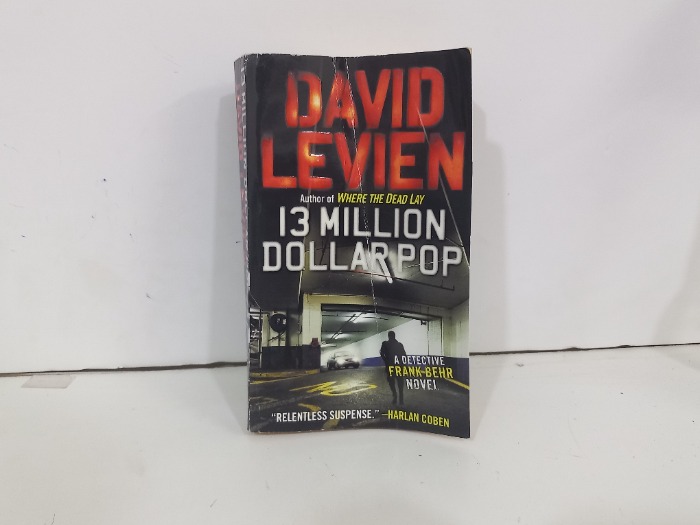 DAVID
LEVIEN
Author of WHERE THE DEAD LAY
13 MILLION
DOLLAR POP
A DETECTIVE
FRANK BEHR
NOVEL
“RELENTLESS SUSPENSE.” —HARLAN COBEN